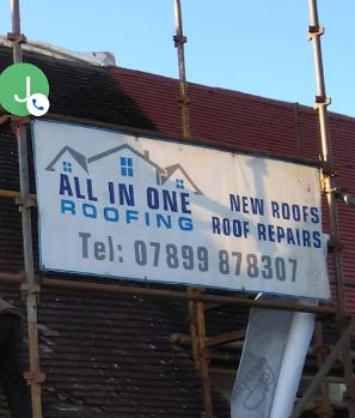 J
ALL IN ONE
ROOFING
NEW ROOFS
ROOF REPAIRS
Tel: 07899 878307